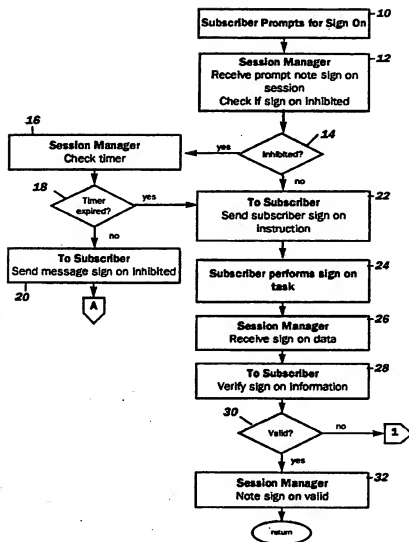 10
Subscriber Prompts for Sign On
12
Session Manager
Receive prompt note sign on
session
Check if sign on inhibited
14
Inhibited?
yes
no
16
Session Manager
Check timer
18
Timer
expired?
yes
no
20
To Subscriber
Send message sign on inhibited
A
22
To Subscriber
Send subscriber sign on
instruction
24
Subscriber performs sign on
task
26
Session Manager
Receive sign on data
28
To Subscriber
Verify sign on information
30
Valid?
no
1
yes
32
Session Manager
Note sign on valid
return